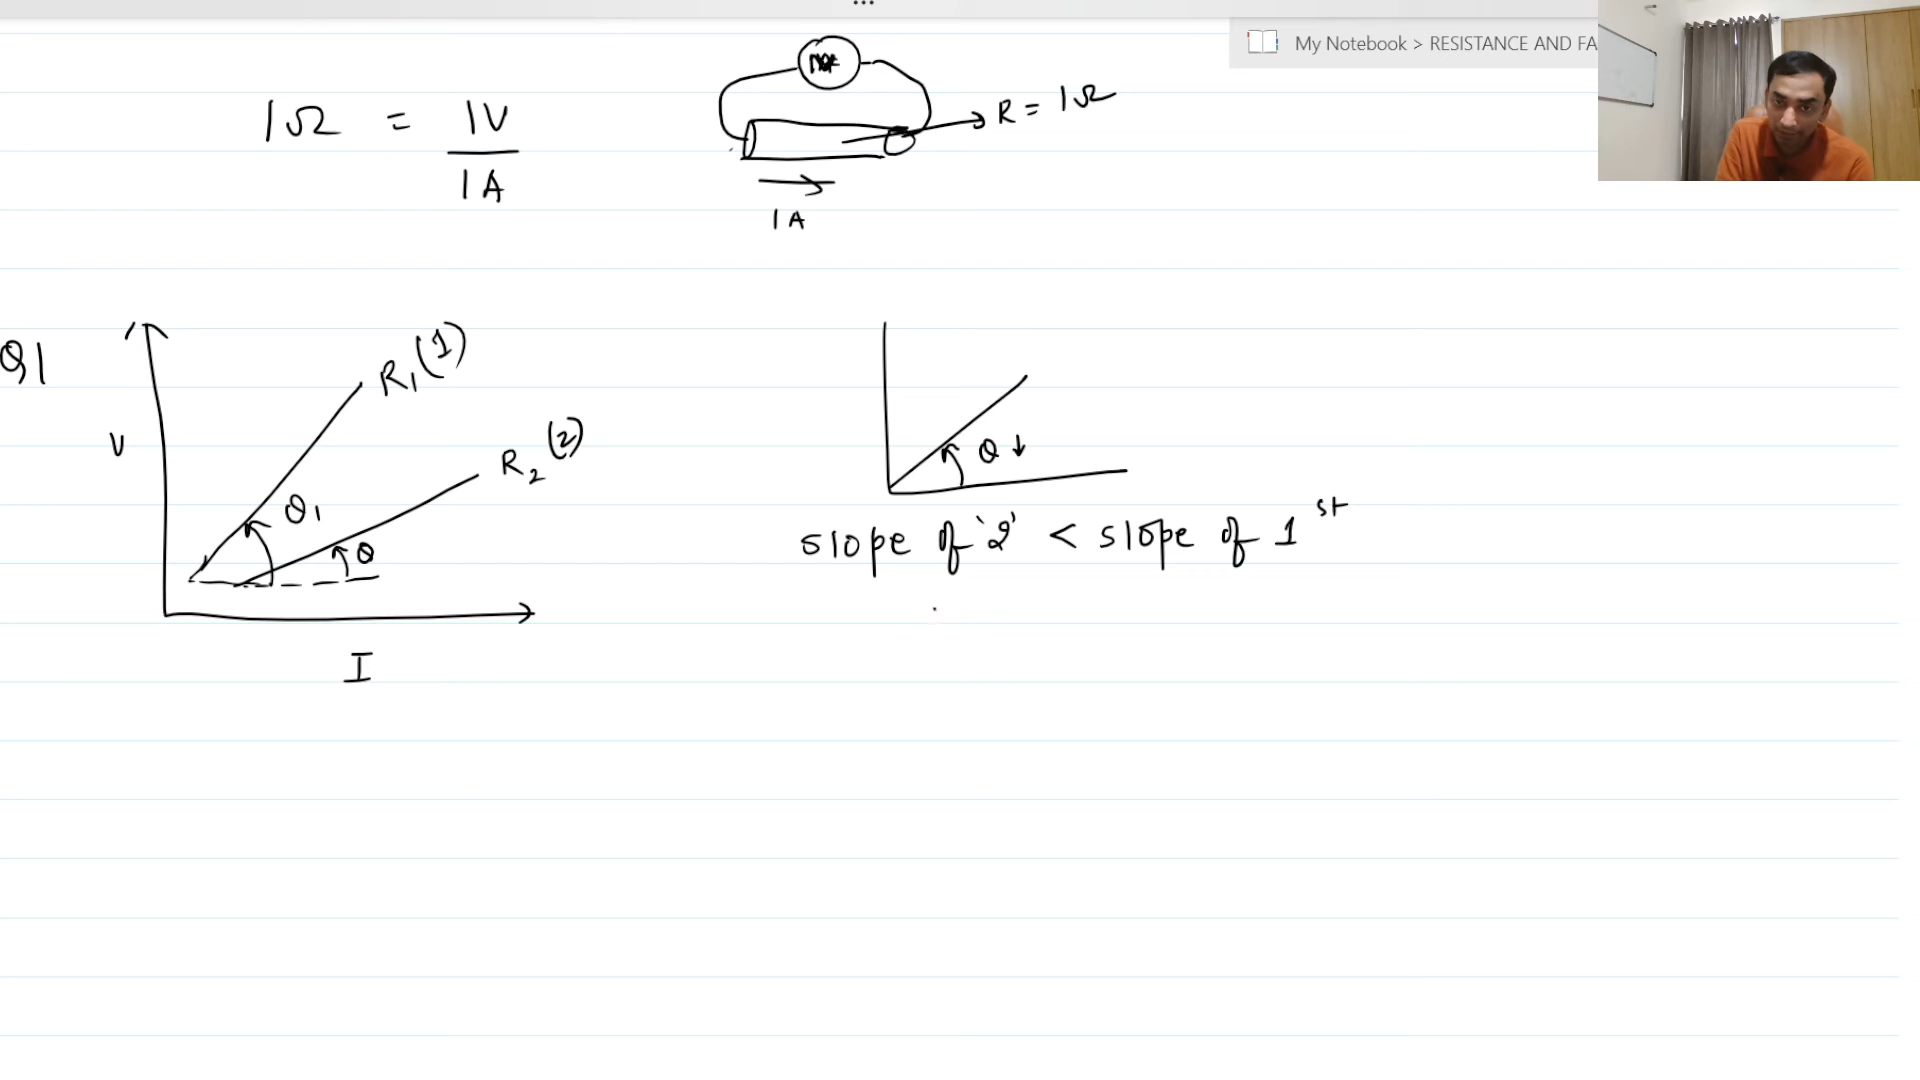 My Notebook > RESISTANCE AND FA
1Ω = 1V
1A
R = 1Ω
1A
Q1
V
R₁ (1)
R₂ (2)
θ₁
θ
I
θ ↓
slope of '2' < slope of 1st